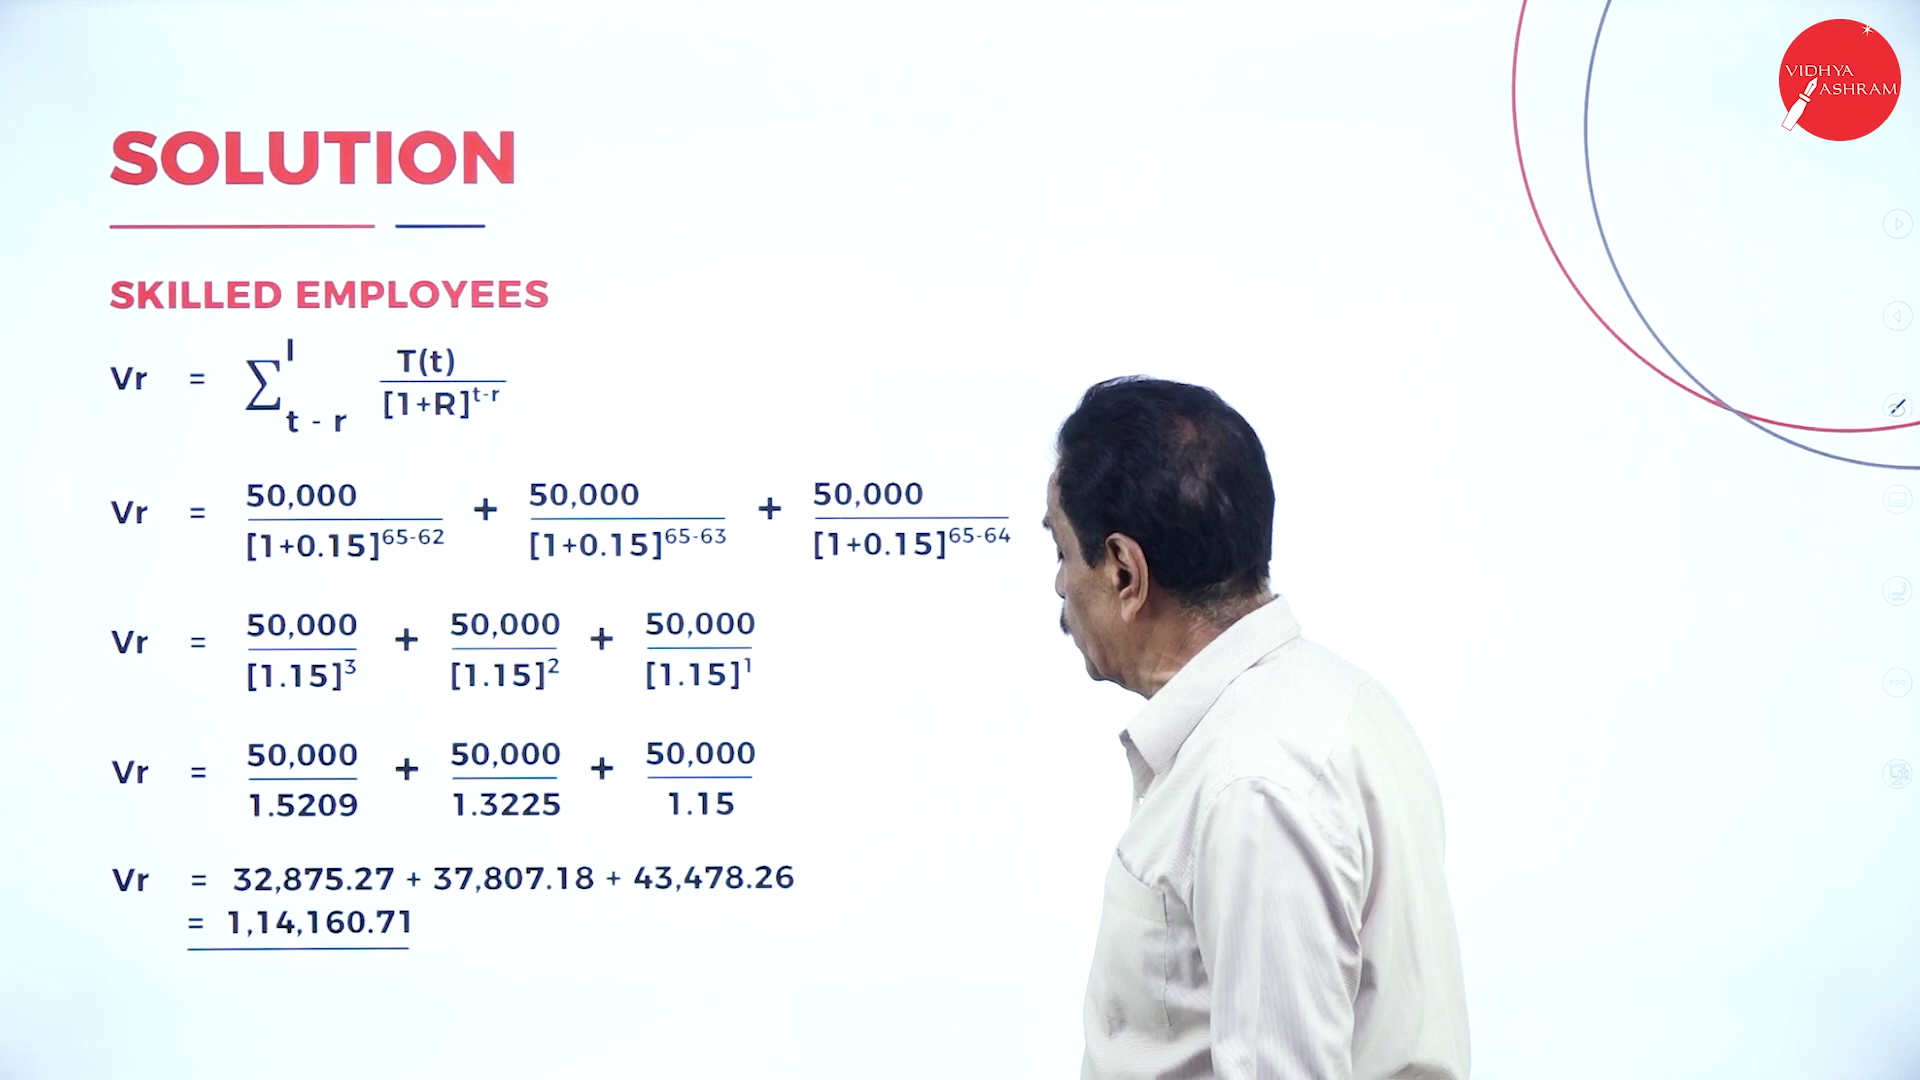 VIDHYA
ASHRAM
SOLUTION
SKILLED EMPLOYEES
Vr = ∑ l t - r T(t) / [1+R]^t-r
Vr = 50,000 / [1+0.15]^65-62 + 50,000 / [1+0.15]^65-63 + 50,000 / [1+0.15]^65-64
Vr = 50,000 / [1.15]^3 + 50,000 / [1.15]^2 + 50,000 / [1.15]^1
Vr = 50,000 / 1.5209 + 50,000 / 1.3225 + 50,000 / 1.15
Vr = 32,875.27 + 37,807.18 + 43,478.26
= 1,14,160.71